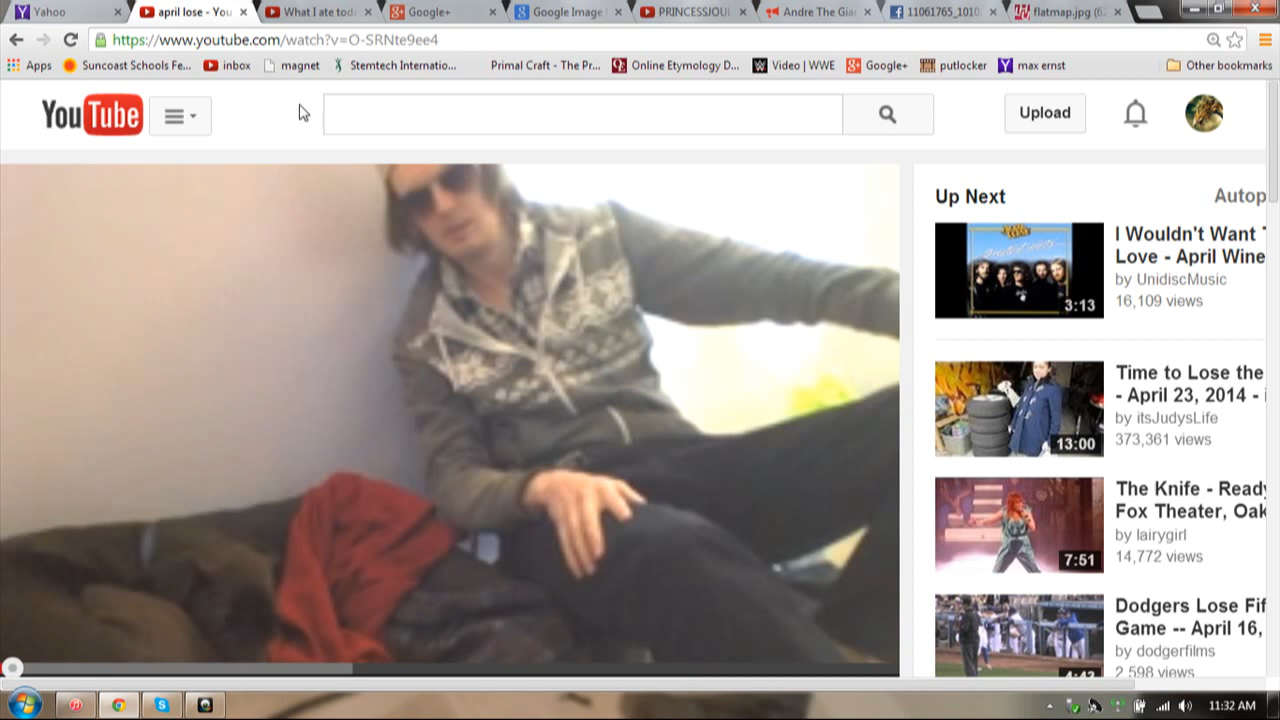 Yahoo
april lose - You
What I ate tod
Google+
Google Image
PRINCESSJOU
Andre The Gia
11061765_1010
flatmap.jpg (6
https://www.youtube.com/watch?v=O-SRNte9ee4
Apps
Suncoast Schools Fe...
inbox
magnet
Stemtech Internatio...
Primal Craft - The Pr...
Online Etymology D...
Video | WWE
Google+
putlocker
max ernst
Other bookmarks
YouTube
Upload
Up Next
Autop
I Wouldn't Want
Love - April Wine
by UnidiscMusic
16,109 views
3:13
Time to Lose the
- April 23, 2014 - i
by itsJudysLife
373,361 views
13:00
The Knife - Ready
Fox Theater, Oak
by lairygirl
14,772 views
7:51
Dodgers Lose Fif
Game -- April 16,
by dodgerfilms
2,598 views
11:32 AM